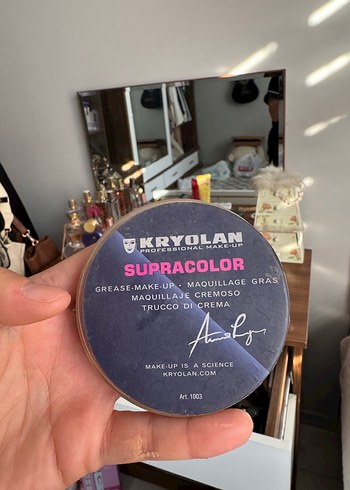 KRYOLAN
PROFESSIONAL MAKE-UP
SUPRACOLOR
GREASE-MAKE-UP · MAQUILLAGE GRAS
MAQUILLAJE CREMOSO
TRUCCO DI CREMA
MAKE-UP IS A SCIENCE
KRYOLAN.COM
Art. 1003